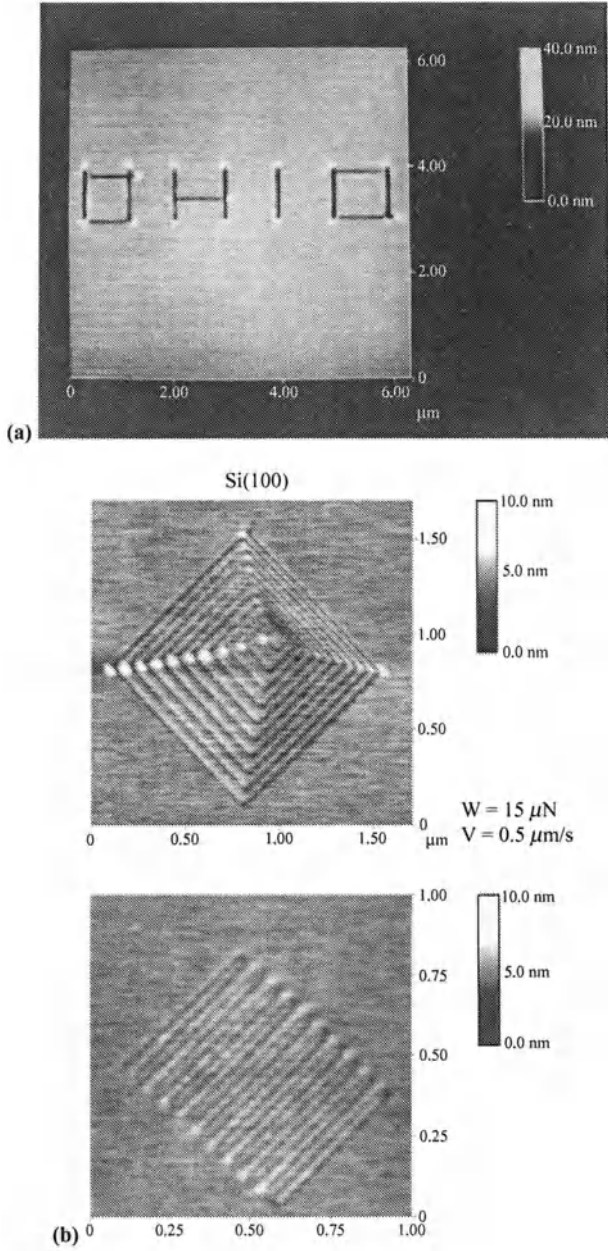 40.0 nm
20.0 nm
0.0 nm
6.00
4.00
OHIO
2.00
0
0 2.00 4.00 6.00
μm
(a)
Si(100)
10.0 nm
5.0 nm
0.0 nm
1.50
1.00
0.50
0
0 0.50 1.00 1.50 μm
W = 15 μN
V = 0.5 μm/s
10.0 nm
5.0 nm
0.0 nm
1.00
0.75
0.50
0.25
0
(b) 0 0.25 0.50 0.75 1.00